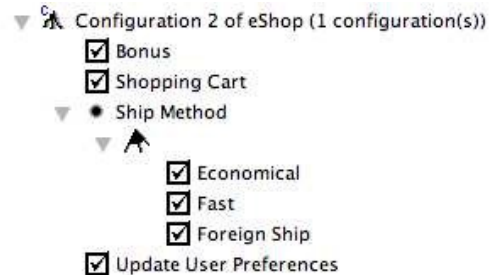 Configuration 2 of eShop (1 configuration(s))
Bonus
Shopping Cart
Ship Method
Economical
Fast
Foreign Ship
Update User Preferences